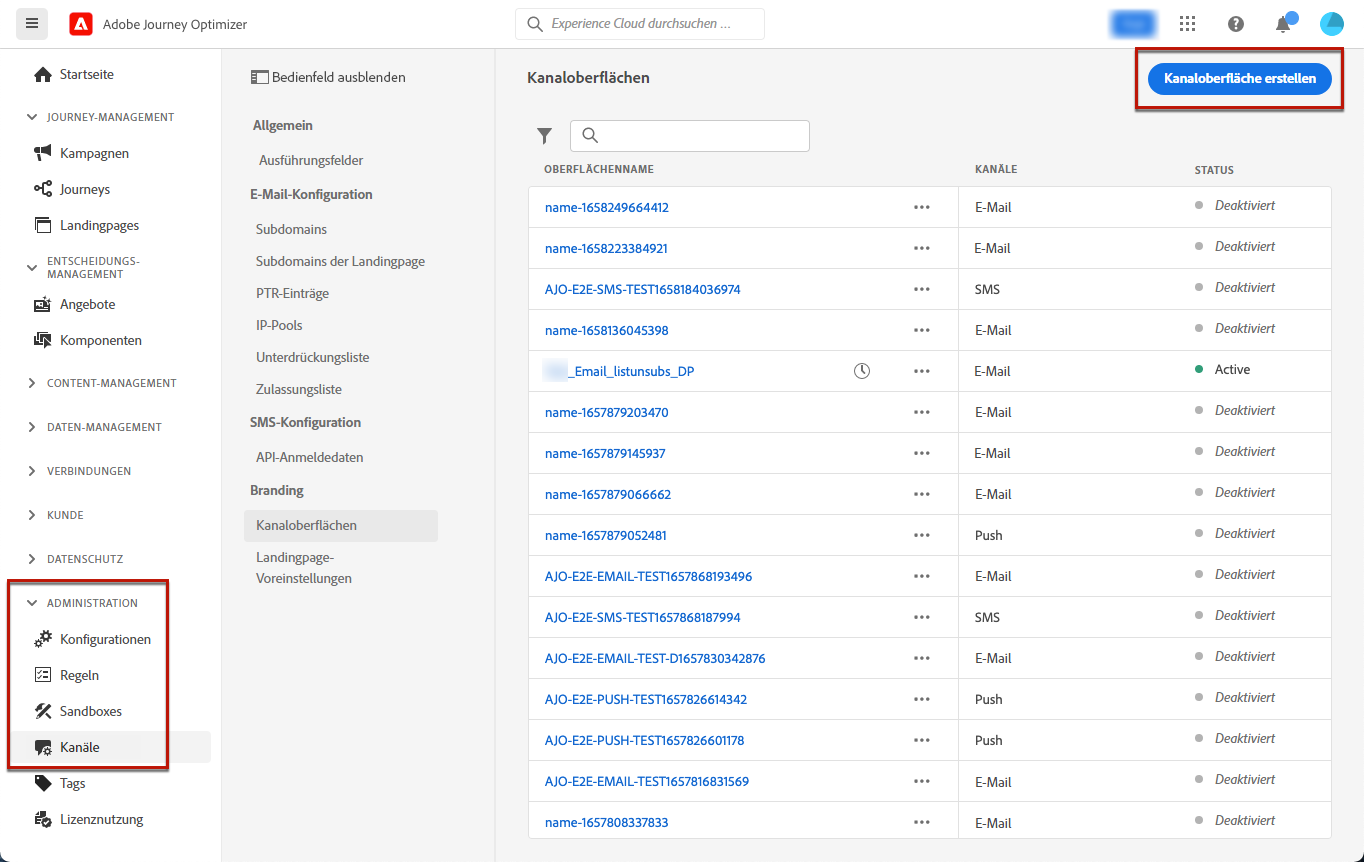 Adobe Journey Optimizer
Experience Cloud durchsuchen ...
Startseite
JOURNEY-MANAGEMENT
Kampagnen
Journeys
Landingpages
ENTSCHEIDUNGS-
MANAGEMENT
Angebote
Komponenten
CONTENT-MANAGEMENT
DATEN-MANAGEMENT
VERBINDUNGEN
KUNDE
DATENSCHUTZ
ADMINISTRATION
Konfigurationen
Regeln
Sandboxes
Kanäle
Tags
Lizenznutzung
Bedienfeld ausblenden
Allgemein
Ausführungsfelder
E-Mail-Konfiguration
Subdomains
Subdomains der Landingpage
PTR-Einträge
IP-Pools
Unterdrückungsliste
Zulassungsliste
SMS-Konfiguration
API-Anmeldedaten
Branding
Kanaloberflächen
Landingpage-
Voreinstellungen
Kanaloberflächen
Kanaloberfläche erstellen
OBERFLÄCHENNAME KANÄLE STATUS
name-1658249664412 E-Mail Deaktiviert
name-1658223384921 E-Mail Deaktiviert
AJO-E2E-SMS-TEST1658184036974 SMS Deaktiviert
name-1658136045398 E-Mail Deaktiviert
_Email_listunsubs_DP E-Mail Active
name-1657879203470 E-Mail Deaktiviert
name-1657879145937 E-Mail Deaktiviert
name-1657879066662 E-Mail Deaktiviert
name-1657879052481 Push Deaktiviert
AJO-E2E-EMAIL-TEST1657868193496 E-Mail Deaktiviert
AJO-E2E-SMS-TEST1657868187994 SMS Deaktiviert
AJO-E2E-EMAIL-TEST-D1657830342876 E-Mail Deaktiviert
AJO-E2E-PUSH-TEST1657826614342 Push Deaktiviert
AJO-E2E-PUSH-TEST1657826601178 Push Deaktiviert
AJO-E2E-EMAIL-TEST1657816831569 E-Mail Deaktiviert
name-1657808337833 E-Mail Deaktiviert